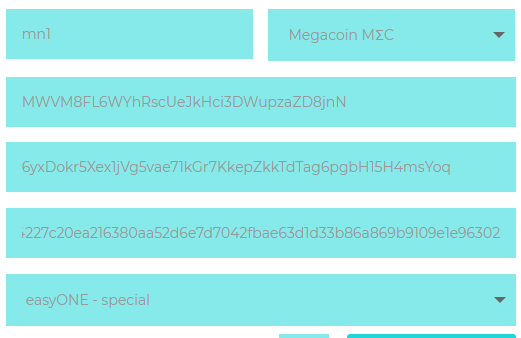 mn1
Megacoin MΣC
MWVM8FL6WYhRscUeJkHci3DWupzaZD8jnN
6yxDokr5Xex1jVg5vae71kGr7KkepZkkTdTag6pgbH15H4msYoq
227c20ea216380aa52d6e7d7042fbae63d1d33b86a869b9109e1e96302
easyONE - special